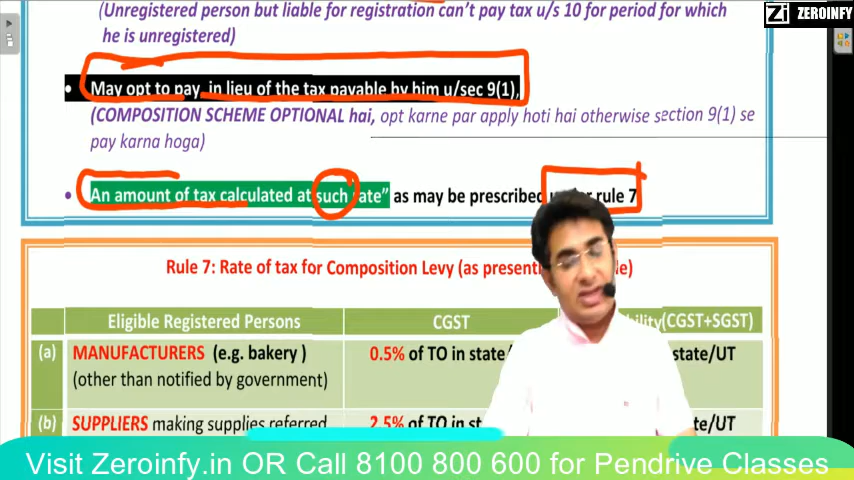 (Unregistered person but liable for registration can't pay tax u/s 10 for period for which
he is unregistered)
Zi ZEROINFY
• May opt to pay in lieu of the tax payable by him u/sec 9(1),
(COMPOSITION SCHEME OPTIONAL hai, opt karne par apply hoti hai otherwise section 9(1) se
pay karna hoga)
• An amount of tax calculated at such rate" as may be prescribed rule 7
Rule 7: Rate of tax for Composition Levy (as
Eligible Registered Persons CGST (CGST+SGST)
(a) MANUFACTURERS (e.g. bakery ) 0.5% of TO in state/ state/UT
(other than notified by government)
(b) SUPPLIERS making supplies referred 2.5% of TO in /UT
Visit Zeroinfy.in OR Call 8100 800 600 for Pendrive Classes